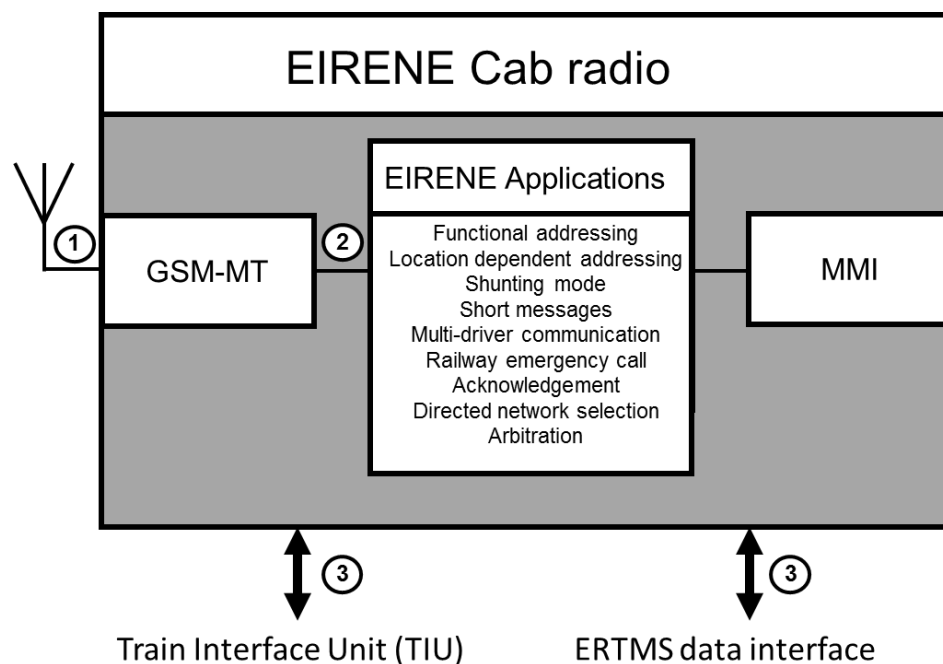 EIRENE Cab radio
EIRENE Applications
1
2
GSM-MT
Functional addressing
Location dependent addressing
Shunting mode
Short messages
Multi-driver communication
Railway emergency call
Acknowledgement
Directed network selection
Arbitration
MMI
3
3
Train Interface Unit (TIU)
ERTMS data interface